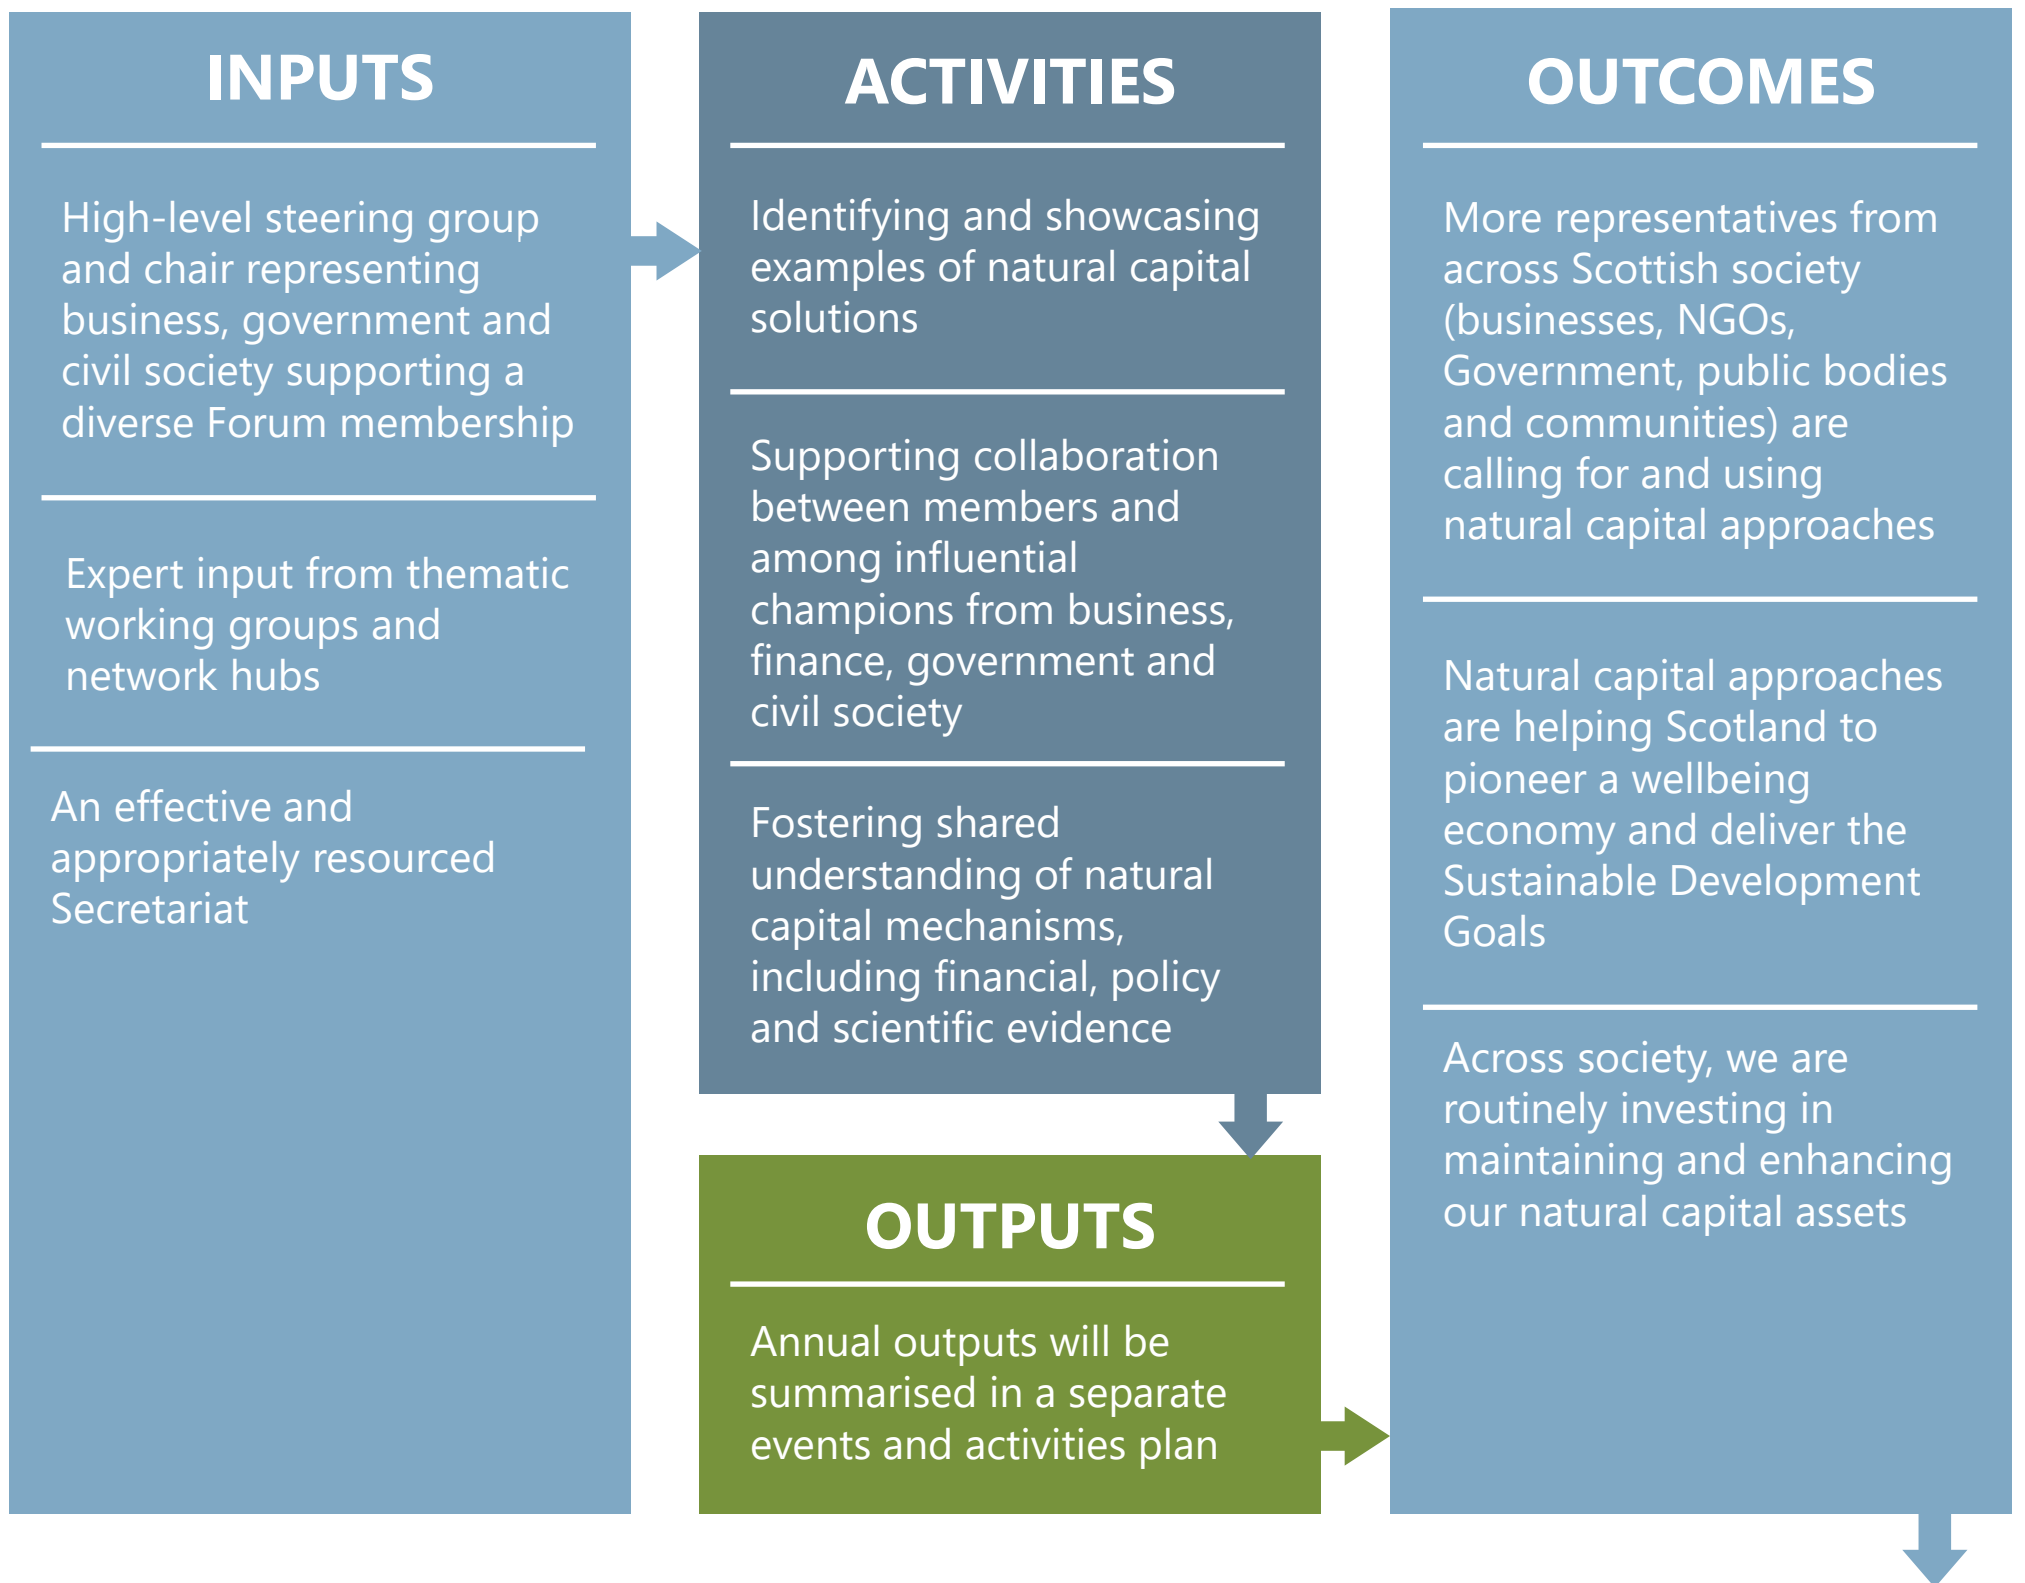 INPUTS
High-level steering group
and chair representing
business, government and
civil society supporting a
diverse Forum membership
Expert input from thematic
working groups and
network hubs
An effective and
appropriately resourced
Secretariat
ACTIVITIES
Identifying and showcasing
examples of natural capital
solutions
Supporting collaboration
between members and
among influential
champions from business,
finance, government and
civil society
Fostering shared
understanding of natural
capital mechanisms,
including financial, policy
and scientific evidence
OUTPUTS
Annual outputs will be
summarised in a separate
events and activities plan
OUTCOMES
More representatives from
across Scottish society
(businesses, NGOs,
Government, public bodies
and communities) are
calling for and using
natural capital approaches
Natural capital approaches
are helping Scotland to
pioneer a wellbeing
economy and deliver the
Sustainable Development
Goals
Across society, we are
routinely investing in
maintaining and enhancing
our natural capital assets